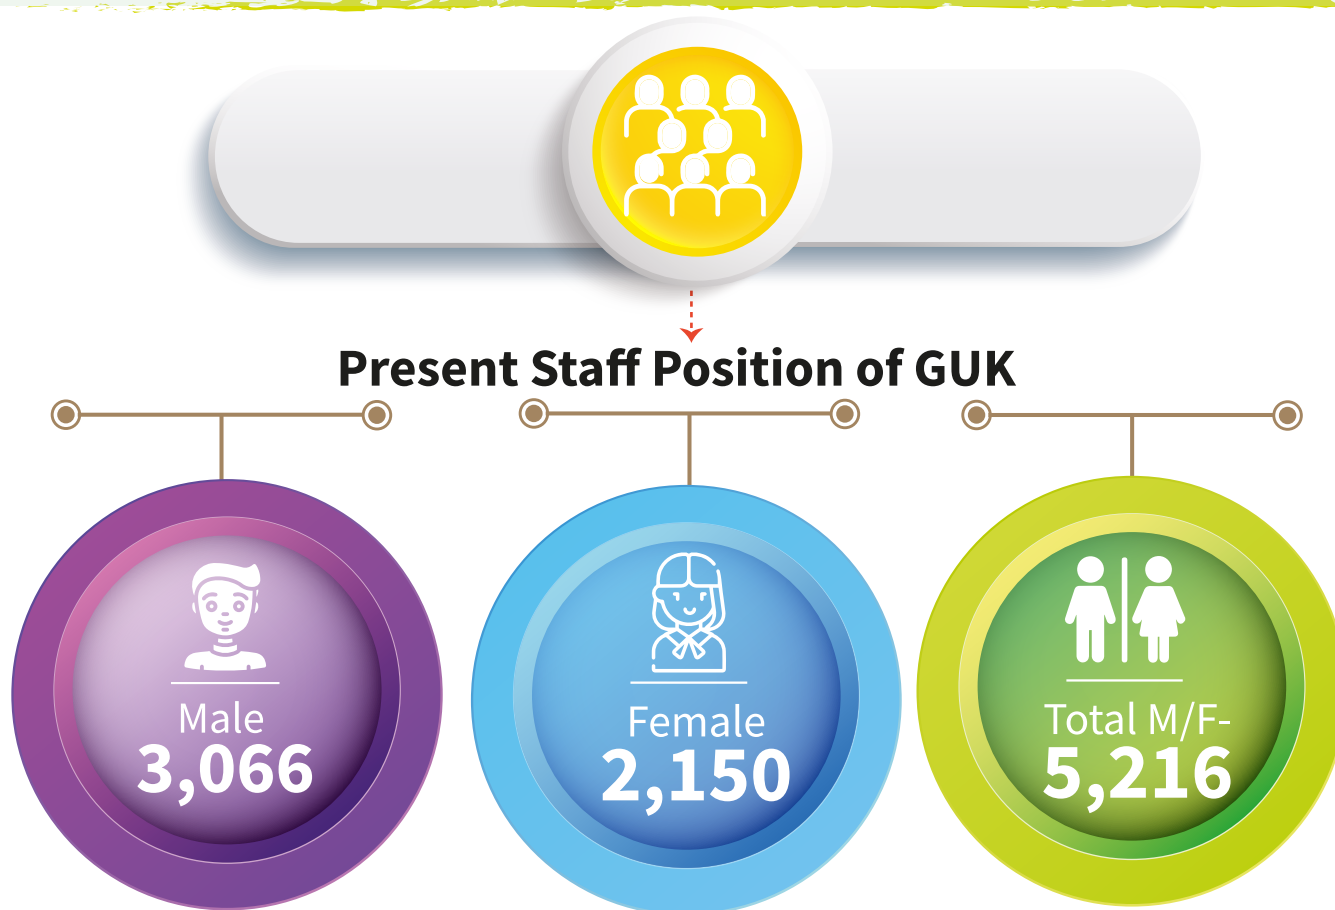 Present Staff Position of GUK
Male
3,066
Female
2,150
Total M/F-
5,216